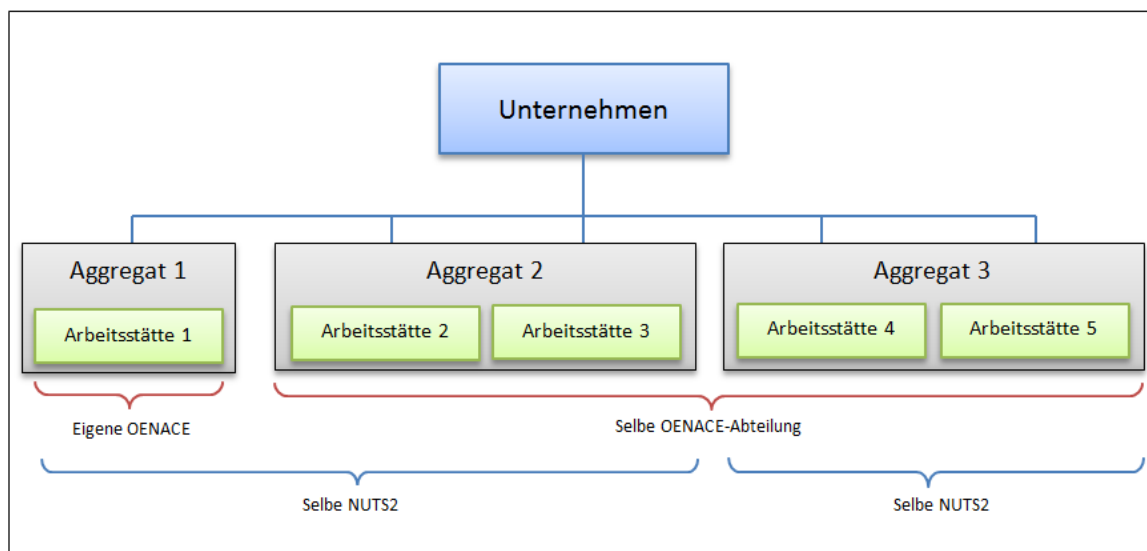 Unternehmen
Aggregat 1
Aggregat 2
Aggregat 3
Arbeitsstätte 1
Arbeitsstätte 2
Arbeitsstätte 3
Arbeitsstätte 4
Arbeitsstätte 5
Eigene OENACE
Selbe OENACE-Abteilung
Selbe NUTS2
Selbe NUTS2